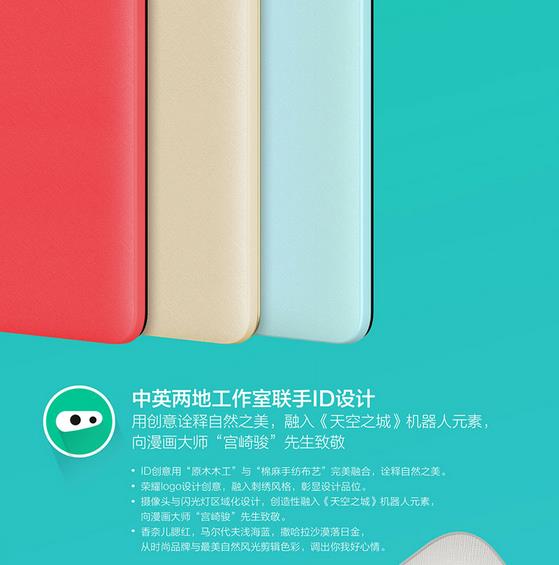 中英两地工作室联手ID设计
用创意诠释自然之美，融入《天空之城》机器人元素，
向漫画大师“宫崎骏”先生致敬
• ID创意用“原木木工”与“棉麻手纺布艺”完美融合，诠释自然之美。
• 荣耀logo设计创意，融入刺绣风格，彰显设计品位。
• 摄像头与闪光灯区域化设计，创造性融入《天空之城》机器人元素，
向漫画大师“宫崎骏”先生致敬。
• 香奈儿腮红，马尔代夫浅海蓝，撒哈拉沙漠落日金，
从时尚品牌与最美自然风光剪辑色彩，调出你我好心情。